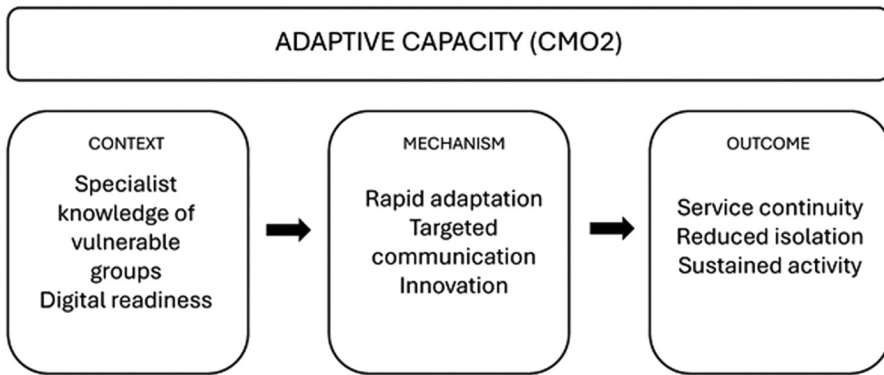 ADAPTIVE CAPACITY (CMO2)
CONTEXT
Specialist
knowledge of
vulnerable
groups
Digital readiness
MECHANISM
Rapid adaptation
Targeted
communication
Innovation
OUTCOME
Service continuity
Reduced isolation
Sustained activity